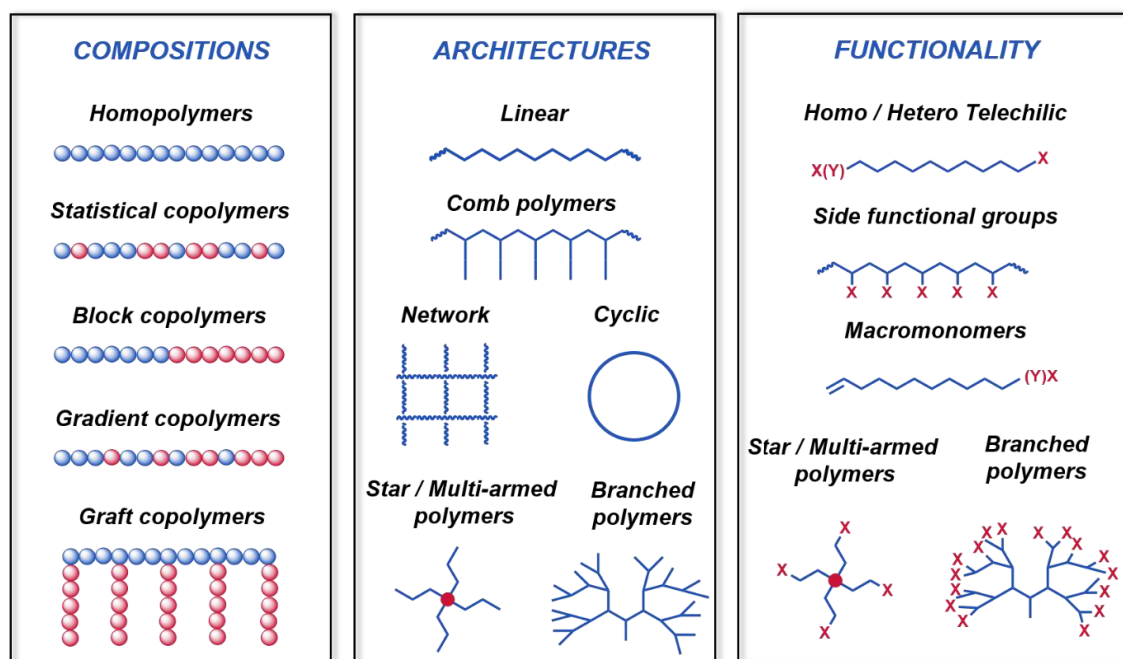 COMPOSITIONS
Homopolymers
Statistical copolymers
Block copolymers
Gradient copolymers
Graft copolymers
ARCHITECTURES
Linear
Comb polymers
Network
Cyclic
Star / Multi-armed
polymers
Branched
polymers
FUNCTIONALITY
Homo / Hetero Telechilic
X(Y)
X
Side functional groups
X X X X X
Macromonomers
(Y)X
Star / Multi-armed
polymers
X
X
X
X
Branched
polymers
X X X X
X X
X X
X X
X X
X X
X X